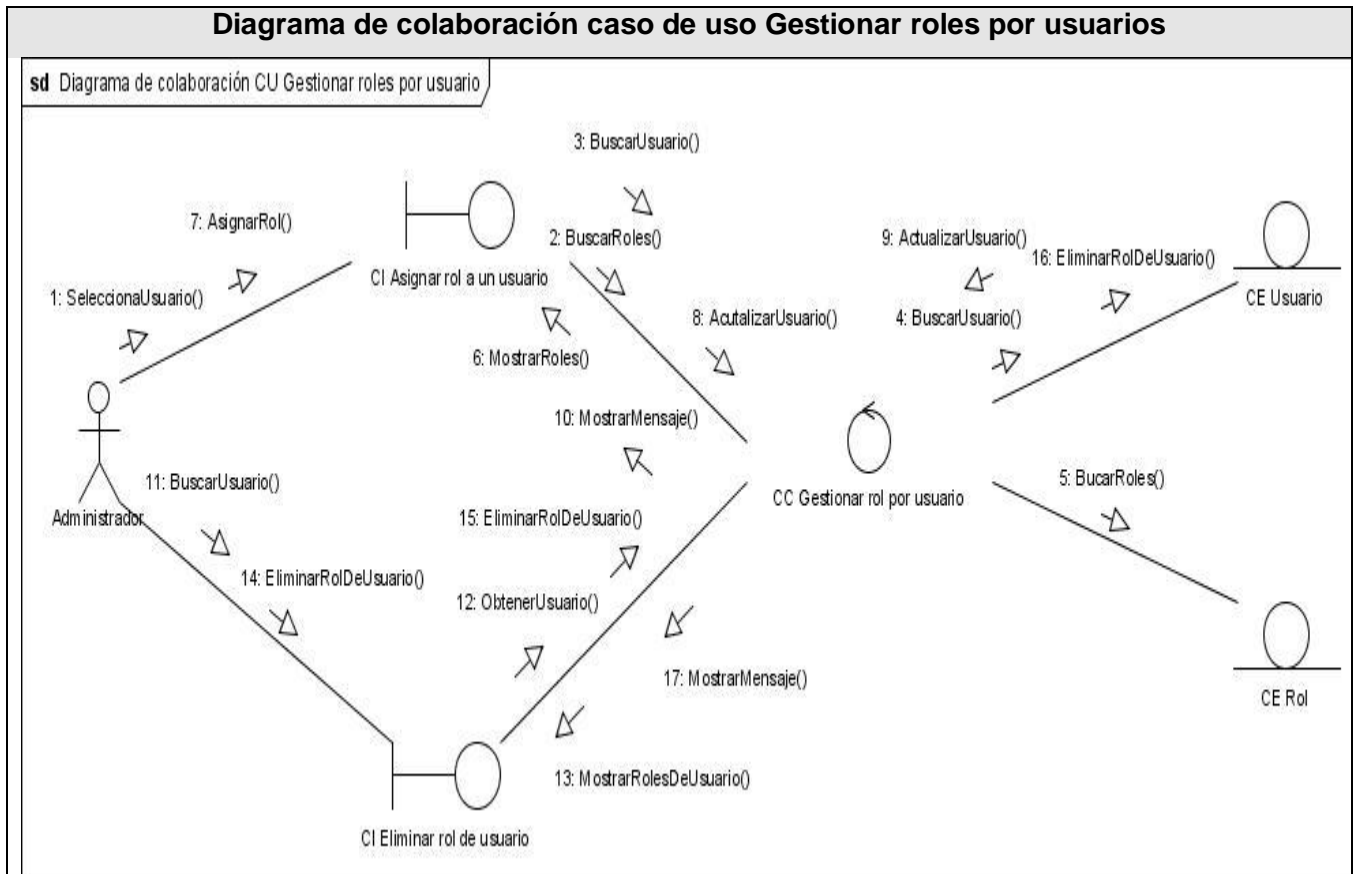 Diagrama de colaboración caso de uso Gestionar roles por usuarios
sd Diagrama de colaboración CU Gestionar roles por usuario
3: BuscarUsuario()
7: AsignarRol()
2: BuscarRoles()
9: ActualizarUsuario()
16: EliminarRolDeUsuario()
CI Asignar rol a un usuario
1: SeleccionaUsuario()
CE Usuario
8: AcutalizarUsuario()
4: BuscarUsuario()
6: MostrarRoles()
10: MostrarMensaje()
11: BuscarUsuario()
5: BucarRoles()
CC Gestionar rol por usuario
Administrador
15: EliminarRolDeUsuario()
14: EliminarRolDeUsuario()
12: ObtenerUsuario()
17: MostrarMensaje()
CE Rol
13: MostrarRolesDeUsuario()
CI Eliminar rol de usuario